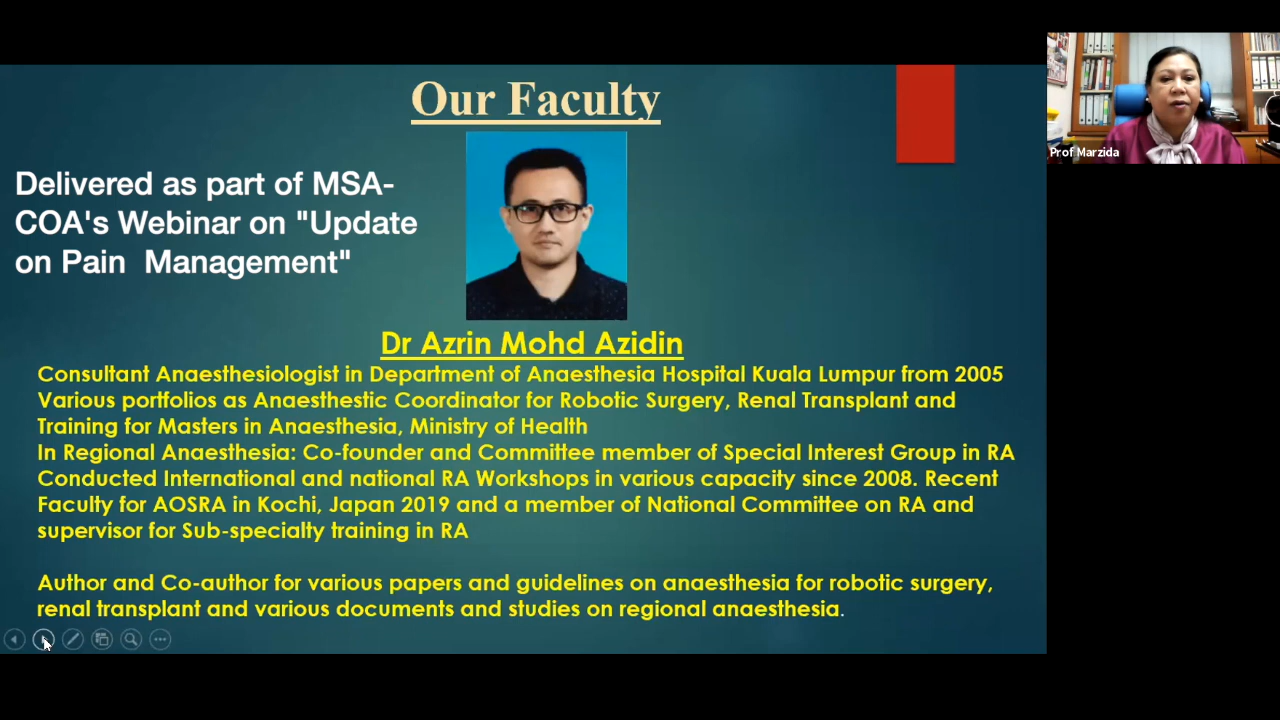 Our Faculty
Delivered as part of MSA-
COA's Webinar on "Update
on Pain Management"
Prof Marzida
Dr Azrin Mohd Azidin
Consultant Anaesthesiologist in Department of Anaesthesia Hospital Kuala Lumpur from 2005
Various portfolios as Anaesthestic Coordinator for Robotic Surgery, Renal Transplant and
Training for Masters in Anaesthesia, Ministry of Health
In Regional Anaesthesia: Co-founder and Committee member of Special Interest Group in RA
Conducted International and national RA Workshops in various capacity since 2008. Recent
Faculty for AOSRA in Kochi, Japan 2019 and a member of National Committee on RA and
supervisor for Sub-specialty training in RA
Author and Co-author for various papers and guidelines on anaesthesia for robotic surgery,
renal transplant and various documents and studies on regional anaesthesia.